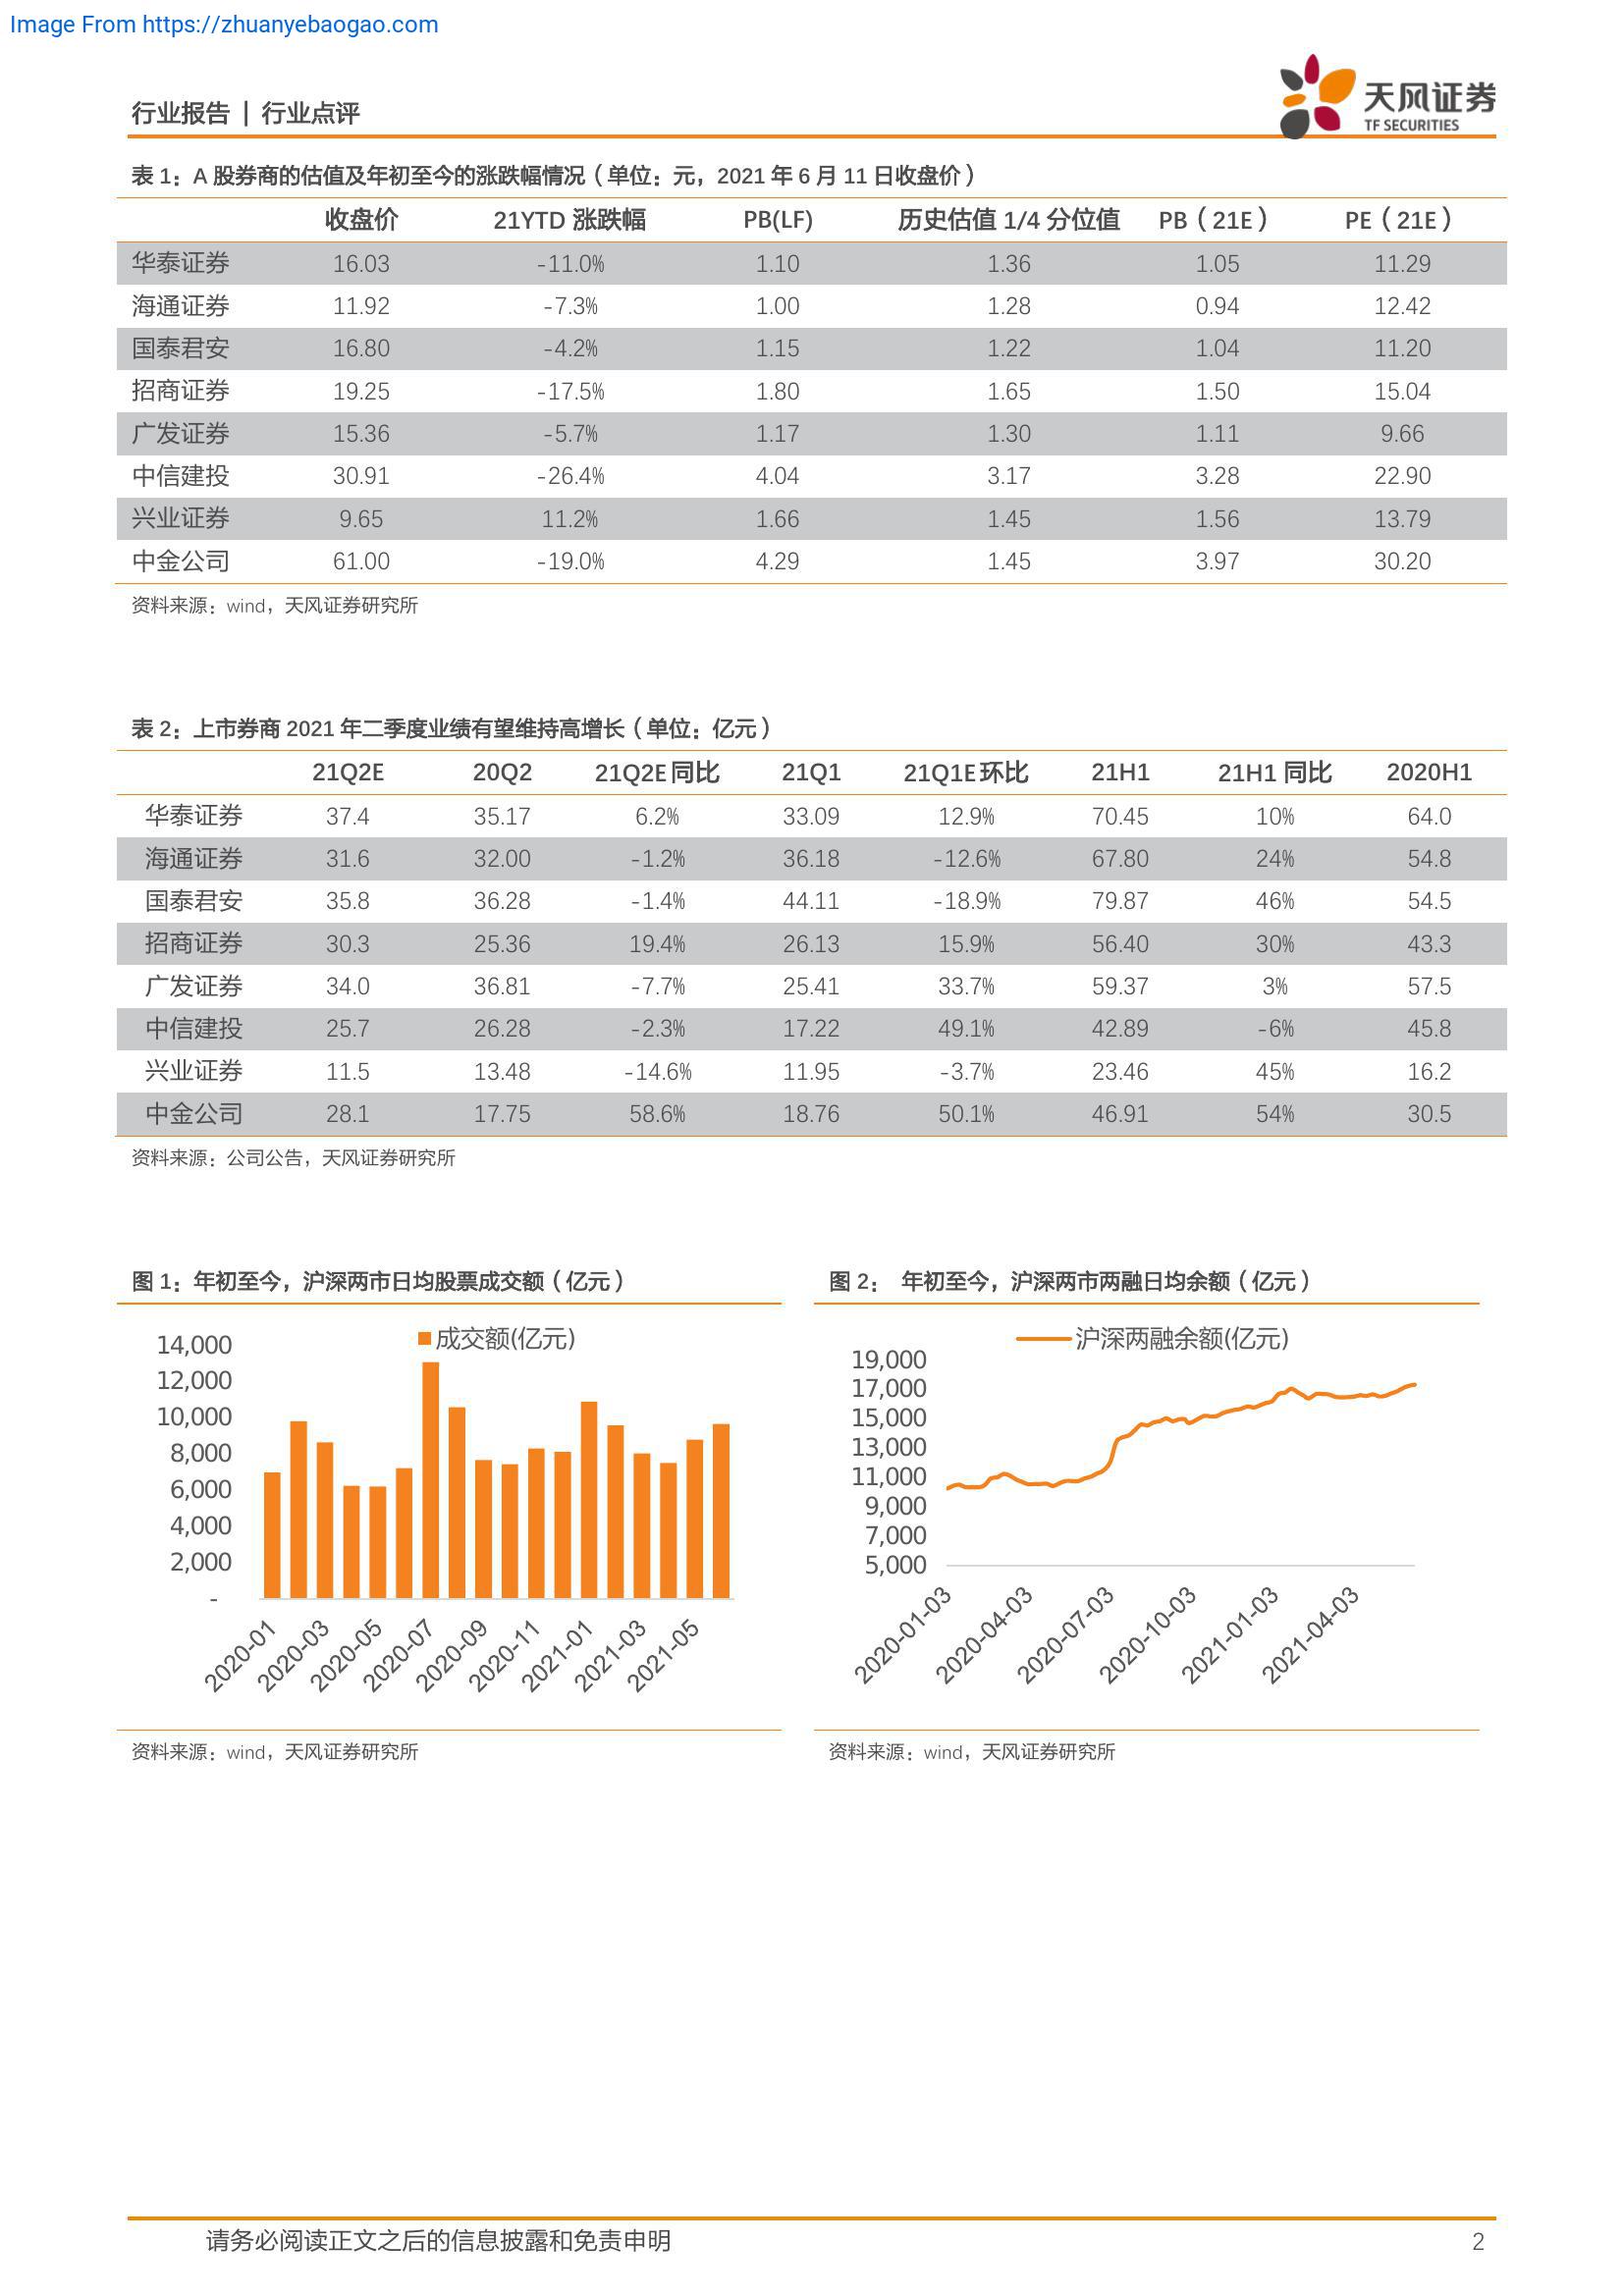 Image From https://zhuanyebaogao.com
行业报告 | 行业点评
天风证券
TF SECURITIES
表 1：A 股券商的估值及年初至今的涨跌幅情况（单位：元，2021 年 6 月 11 日收盘价）
收盘价 21YTD 涨跌幅 PB(LF) 历史估值 1/4 分位值 PB（21E） PE（21E）
华泰证券 16.03 -11.0% 1.10 1.36 1.05 11.29
海通证券 11.92 -7.3% 1.00 1.28 0.94 12.42
国泰君安 16.80 -4.2% 1.15 1.22 1.04 11.20
招商证券 19.25 -17.5% 1.80 1.65 1.50 15.04
广发证券 15.36 -5.7% 1.17 1.30 1.11 9.66
中信建投 30.91 -26.4% 4.04 3.17 3.28 22.90
兴业证券 9.65 11.2% 1.66 1.45 1.56 13.79
中金公司 61.00 -19.0% 4.29 1.45 3.97 30.20
资料来源：wind，天风证券研究所
表 2：上市券商 2021 年二季度业绩有望维持高增长（单位：亿元）
21Q2E 20Q2 21Q2E 同比 21Q1 21Q1E 环比 21H1 21H1 同比 2020H1
华泰证券 37.4 35.17 6.2% 33.09 12.9% 70.45 10% 64.0
海通证券 31.6 32.00 -1.2% 36.18 -12.6% 67.80 24% 54.8
国泰君安 35.8 36.28 -1.4% 44.11 -18.9% 79.87 46% 54.5
招商证券 30.3 25.36 19.4% 26.13 15.9% 56.40 30% 43.3
广发证券 34.0 36.81 -7.7% 25.41 33.7% 59.37 3% 57.5
中信建投 25.7 26.28 -2.3% 17.22 49.1% 42.89 -6% 45.8
兴业证券 11.5 13.48 -14.6% 11.95 -3.7% 23.46 45% 16.2
中金公司 28.1 17.75 58.6% 18.76 50.1% 46.91 54% 30.5
资料来源：公司公告，天风证券研究所
图 1：年初至今，沪深两市日均股票成交额（亿元）
成交额(亿元)
14,000
12,000
10,000
8,000
6,000
4,000
2,000
-
2020-01 2020-03 2020-05 2020-07 2020-09 2020-11 2021-01 2021-03 2021-05
资料来源：wind，天风证券研究所
图 2： 年初至今，沪深两市两融日均余额（亿元）
沪深两融余额(亿元)
19,000
17,000
15,000
13,000
11,000
9,000
7,000
5,000
2020-01-03 2020-04-03 2020-07-03 2020-10-03 2021-01-03 2021-04-03
资料来源：wind，天风证券研究所
请务必阅读正文之后的信息披露和免责申明 2